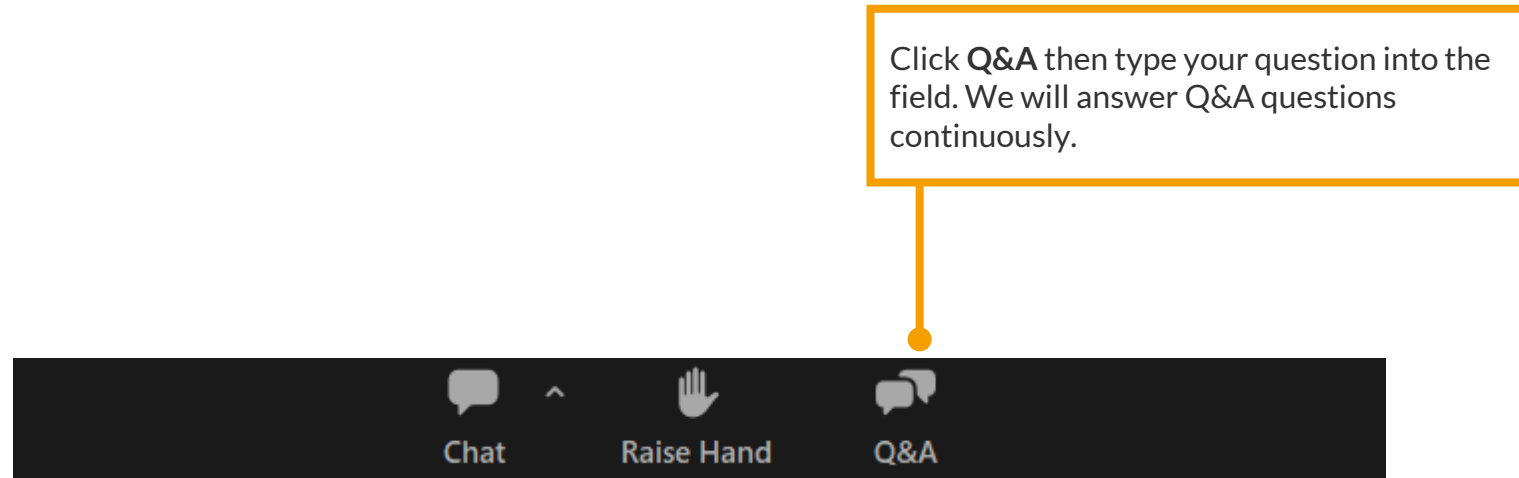 Click Q&A then type your question into the
field. We will answer Q&A questions
continuously.
Chat
Raise Hand
Q&A